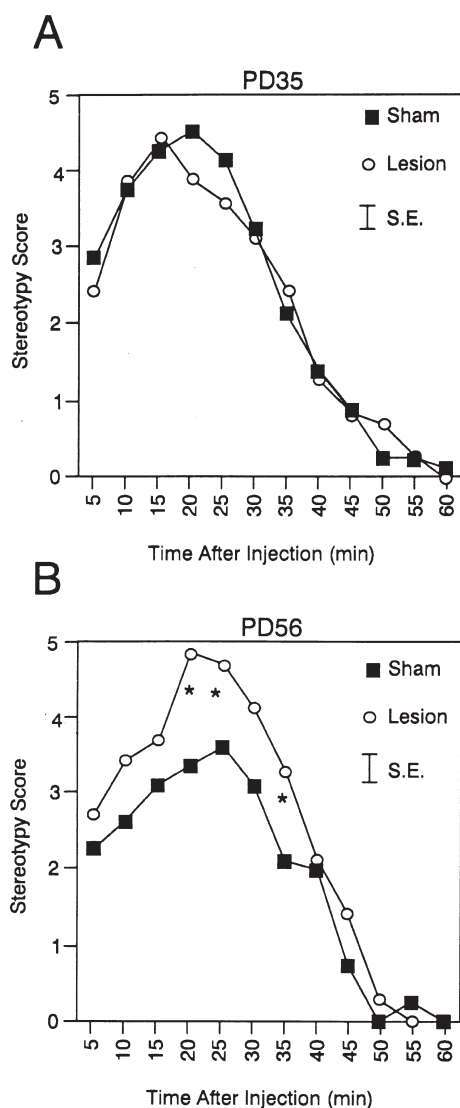 A
PD35
5
4
3
2
1
0
Stereotypy Score
Sham
Lesion
S.E.
5 10 15 20 25 30 35 40 45 50 55 60
Time After Injection (min)
B
PD56
5
4
3
2
1
0
Stereotypy Score
Sham
Lesion
S.E.
* *
*
5 10 15 20 25 30 35 40 45 50 55 60
Time After Injection (min)